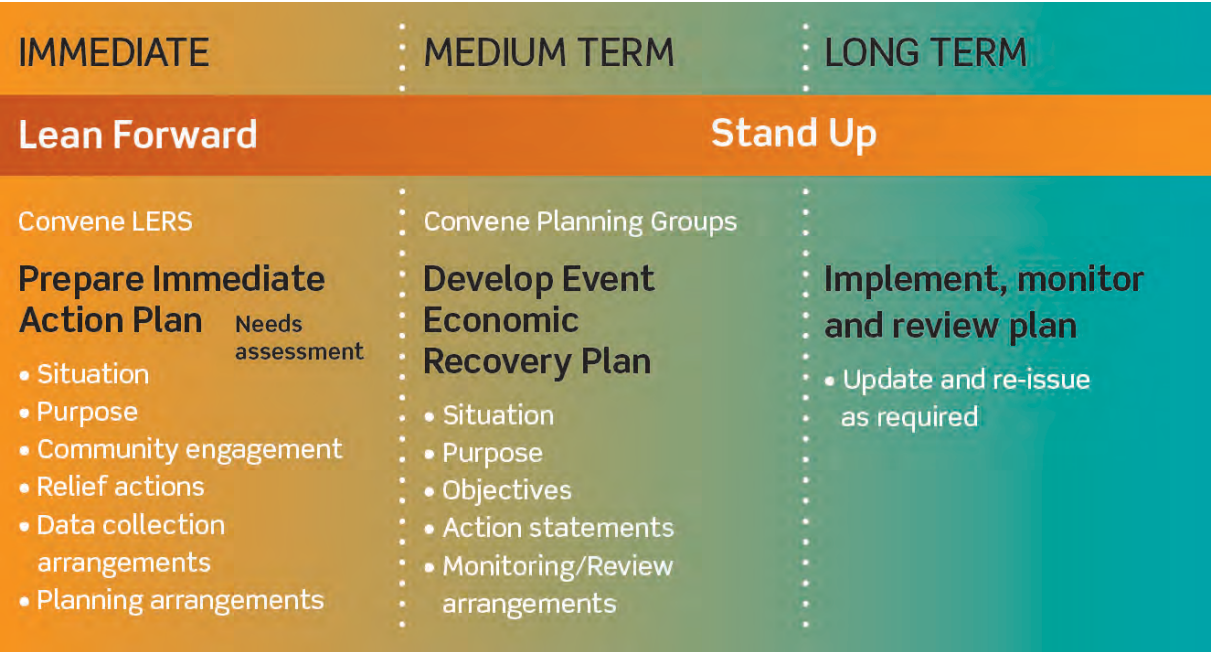 IMMEDIATE
MEDIUM TERM
LONG TERM
Lean Forward
Stand Up
Convene LERS
Prepare Immediate
Action Plan
Needs
assessment
• Situation
• Purpose
• Community engagement
• Relief actions
• Data collection
arrangements
• Planning arrangements
Convene Planning Groups
Develop Event
Economic
Recovery Plan
• Situation
• Purpose
• Objectives
• Action statements
• Monitoring/Review
arrangements
Implement, monitor
and review plan
• Update and re-issue
as required